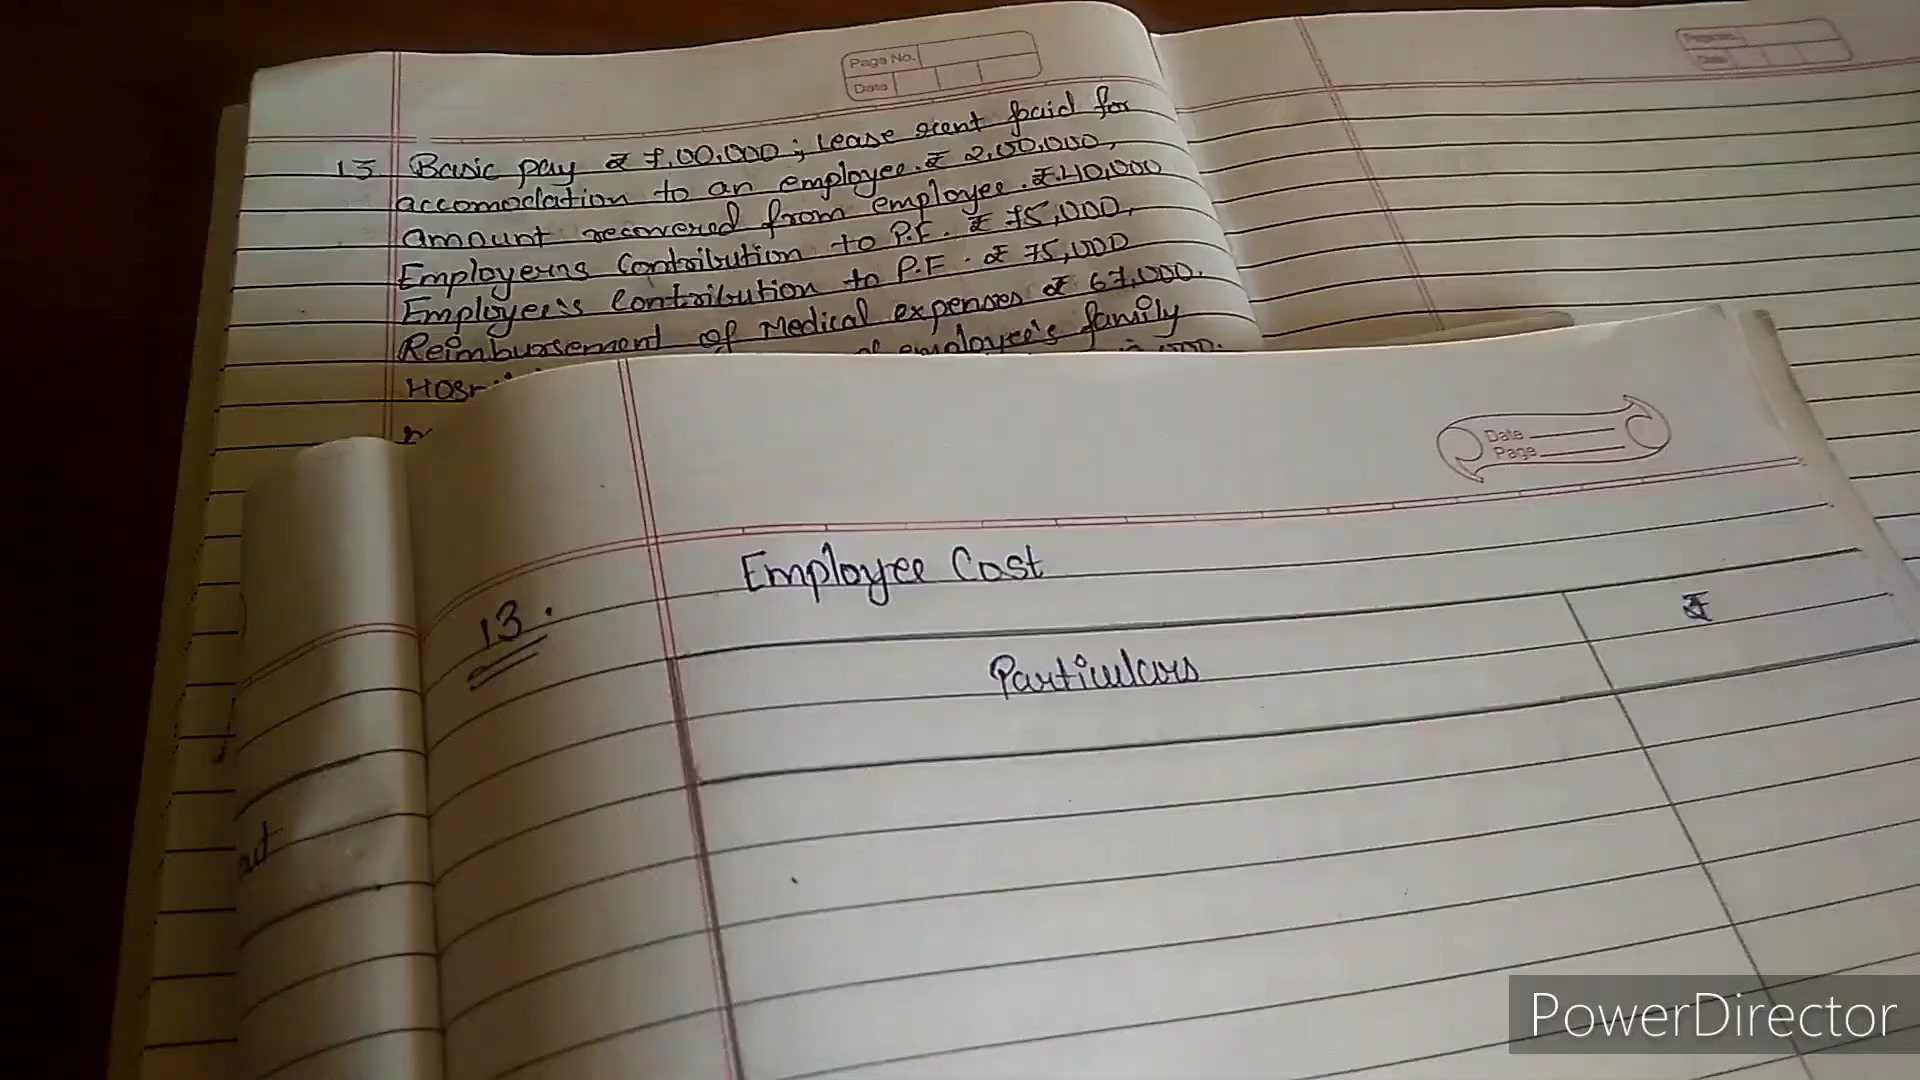 Page No.
Date
13 Basic pay ₹ 7,00,000; Lease rent paid for
accomodation to an employee. ₹ 2,00,000,
amount recovered from employee. ₹.40,000
Employerns Contribution to P.F. ₹ 75,000,
Employee's Contribution to P.F. ₹ 75,000
Reimbursement of Medical expenses ₹ 67,000.
employee's family
Date
Page
Employee Cost
13.
₹
Particulars
PowerDirector